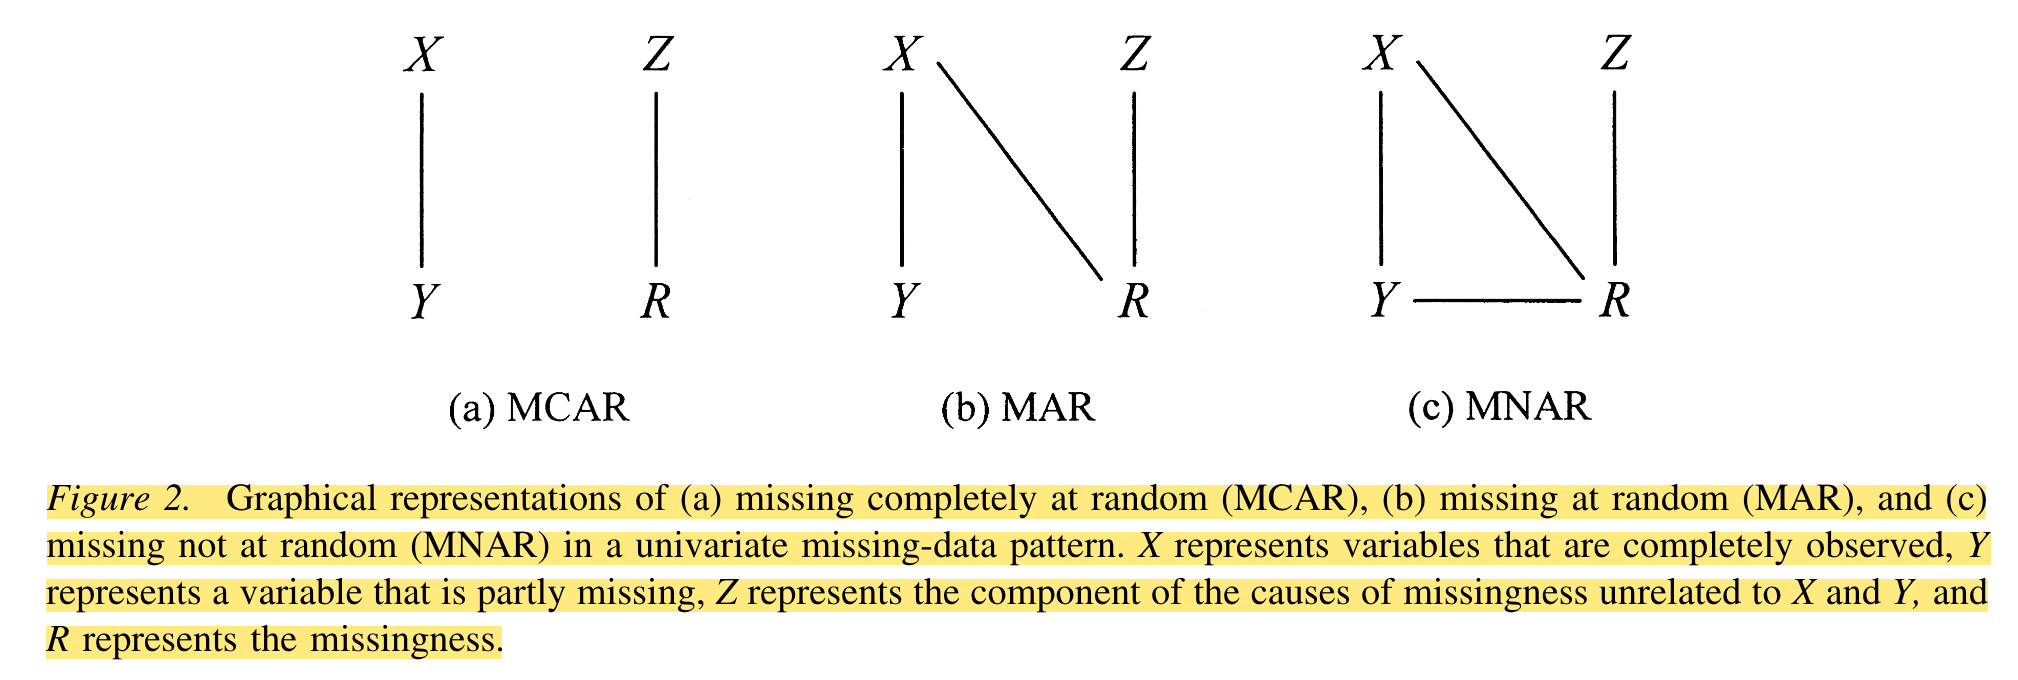 X Z X Z X Z
Y R Y R Y R
(a) MCAR (b) MAR (c) MNAR
Figure 2. Graphical representations of (a) missing completely at random (MCAR), (b) missing at random (MAR), and (c)
missing not at random (MNAR) in a univariate missing-data pattern. X represents variables that are completely observed, Y
represents a variable that is partly missing, Z represents the component of the causes of missingness unrelated to X and Y, and
R represents the missingness.